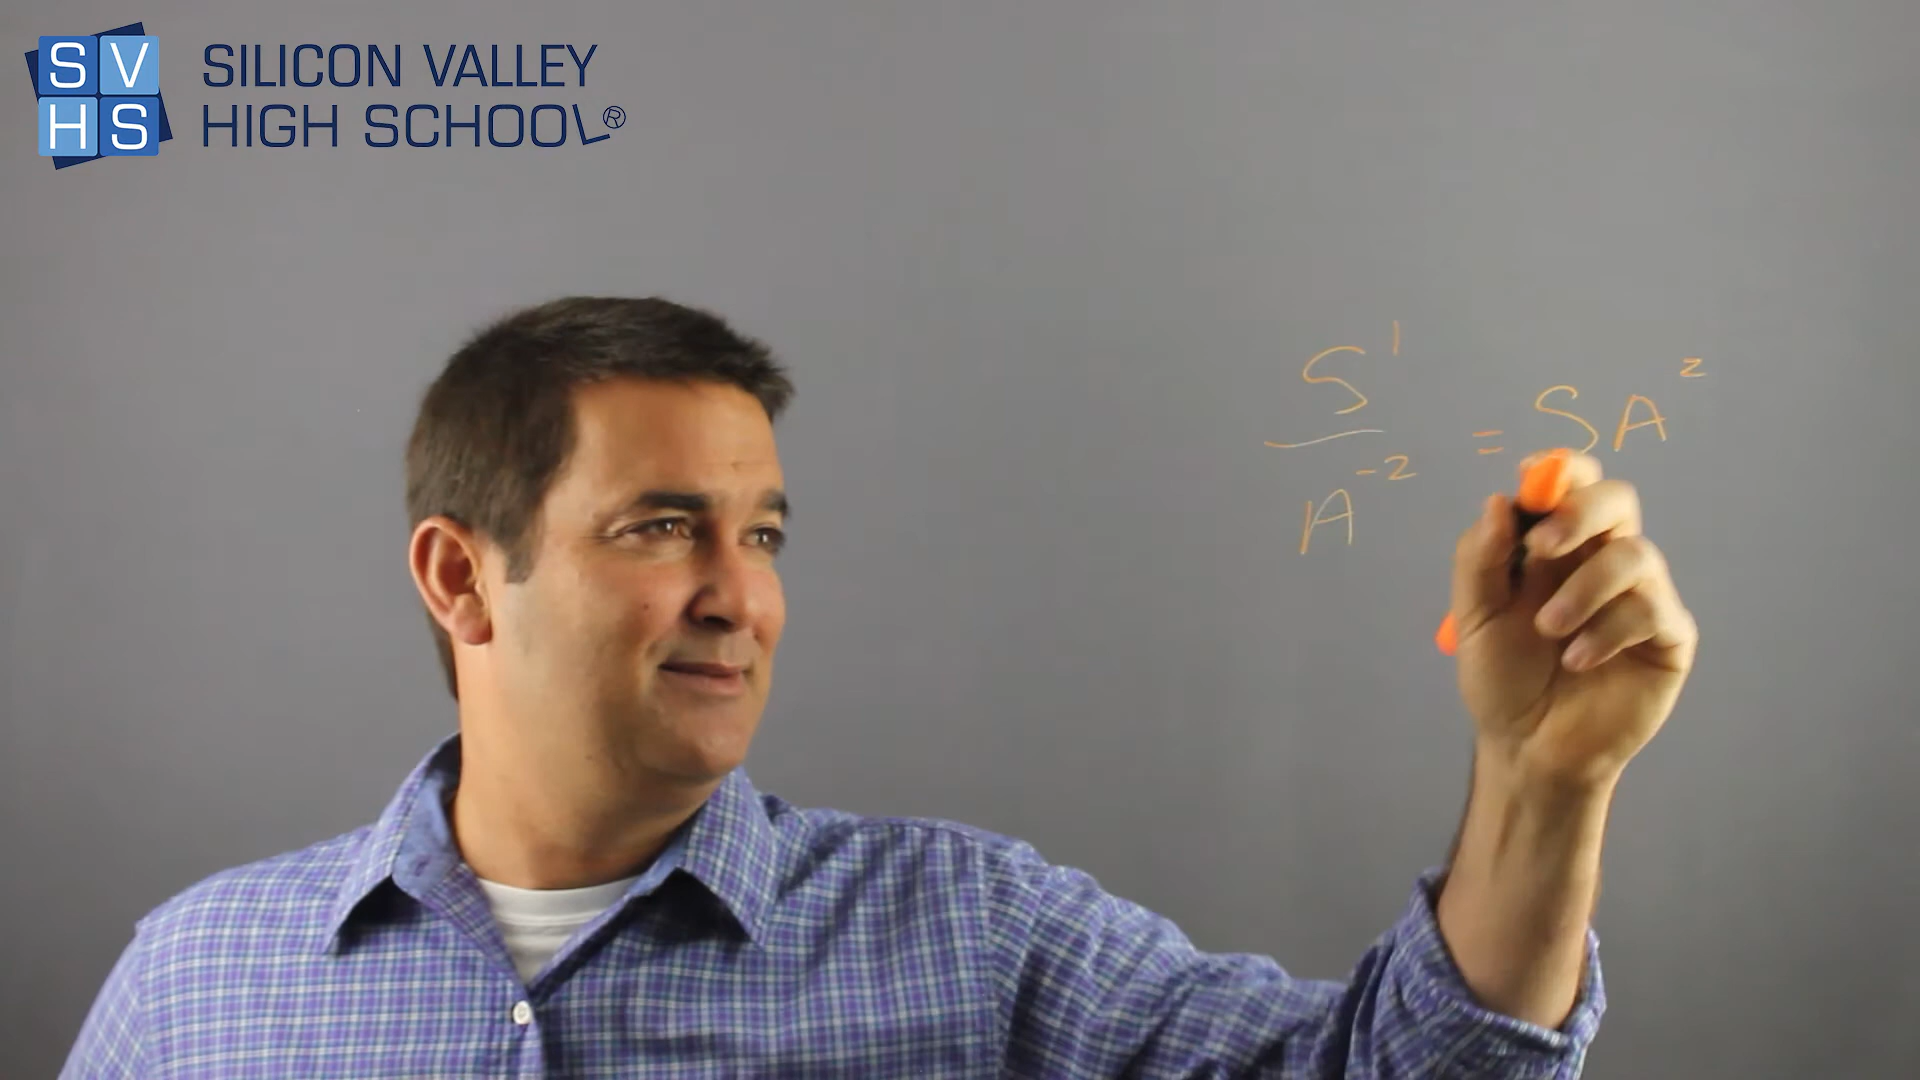 SV
HS
SILICON VALLEY
HIGH SCHOOL®
S¹
A⁻² = SA²